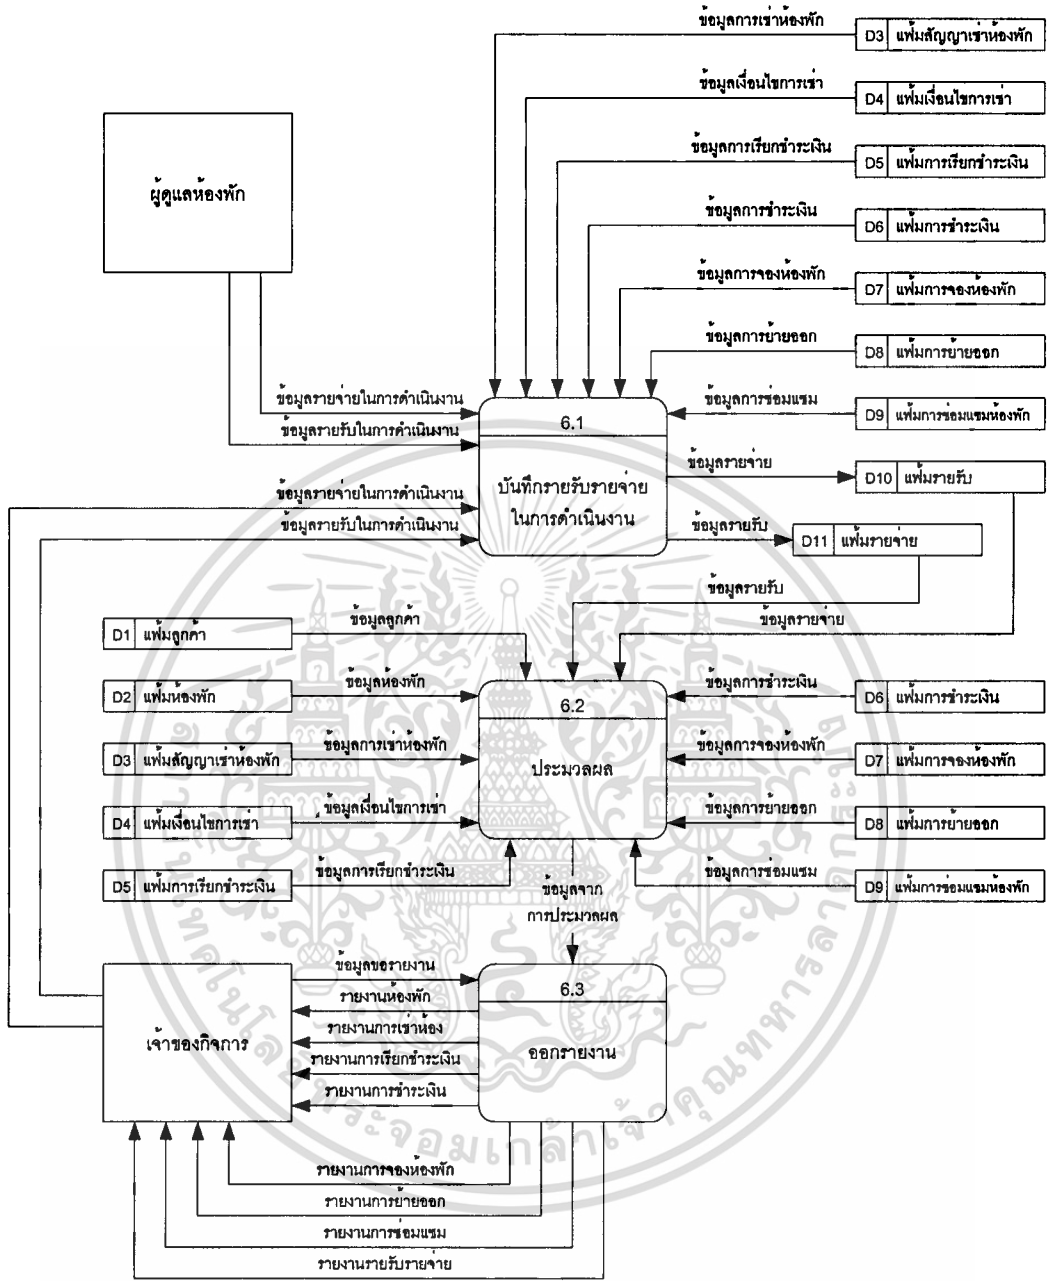 ข้อมูลการเช่าห้องพัก
D3 แฟ้มสัญญาเช่าห้องพัก
ข้อมูลเงื่อนไขการเช่า
D4 แฟ้มเงื่อนไขการเช่า
ข้อมูลการเรียกชำระเงิน
D5 แฟ้มการเรียกชำระเงิน
ผู้ดูแลห้องพัก
ข้อมูลการชำระเงิน
D6 แฟ้มการชำระเงิน
ข้อมูลการจองห้องพัก
D7 แฟ้มการจองห้องพัก
ข้อมูลการย้ายออก
D8 แฟ้มการย้ายออก
ข้อมูลรายจ่ายในการดำเนินงาน
ข้อมูลการซ่อมแซม
D9 แฟ้มการซ่อมแซมห้องพัก
ข้อมูลรายรับในการดำเนินงาน
6.1
บันทึกรายรับรายจ่าย
ในการดำเนินงาน
ข้อมูลรายจ่าย
D10 แฟ้มรายรับ
ข้อมูลรายจ่ายในการดำเนินงาน
ข้อมูลรายรับในการดำเนินงาน
ข้อมูลรายรับ
D11 แฟ้มรายจ่าย
ข้อมูลรายรับ
ข้อมูลรายจ่าย
D1 แฟ้มลูกค้า
ข้อมูลลูกค้า
D2 แฟ้มห้องพัก
ข้อมูลห้องพัก
6.2
ประมวลผล
ข้อมูลการชำระเงิน
D6 แฟ้มการชำระเงิน
D3 แฟ้มสัญญาเช่าห้องพัก
ข้อมูลการเช่าห้องพัก
ข้อมูลการจองห้องพัก
D7 แฟ้มการจองห้องพัก
D4 แฟ้มเงื่อนไขการเช่า
ข้อมูลเงื่อนไขการเช่า
ข้อมูลการย้ายออก
D8 แฟ้มการย้ายออก
D5 แฟ้มการเรียกชำระเงิน
ข้อมูลการเรียกชำระเงิน
ข้อมูลการซ่อมแซม
D9 แฟ้มการซ่อมแซมห้องพัก
ข้อมูลจาก
การประมวลผล
เจ้าของกิจการ
ข้อมูลขอรายงาน
รายงานห้องพัก
รายงานการเช่าห้อง
รายงานการเรียกชำระเงิน
รายงานการชำระเงิน
6.3
ออกรายงาน
รายงานการจองห้องพัก
รายงานการย้ายออก
รายงานการซ่อมแซม
รายงานรายรับรายจ่าย
พระจอมเกล้าเจ้าคุณทหารลาดกระบัง